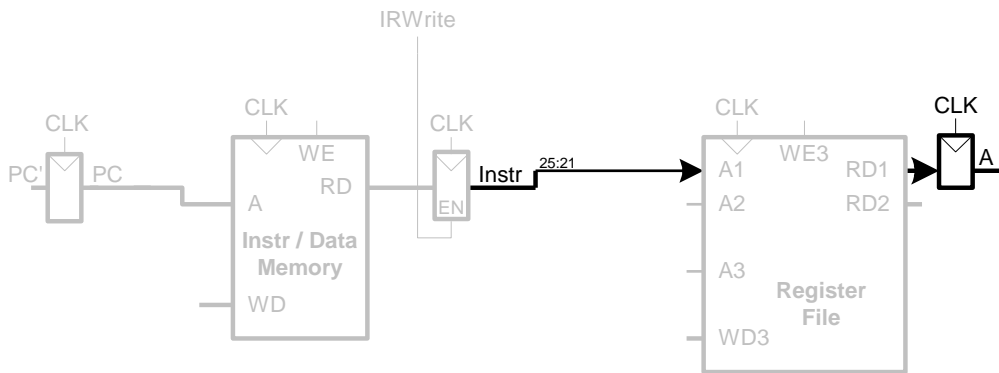 IRWrite
CLK
CLK
CLK
CLK
CLK
WE
WE3
PC'
PC
RD
Instr
25:21
A1
RD1
A
A
EN
A2
RD2
Instr / Data
Memory
A3
Register
File
WD
WD3